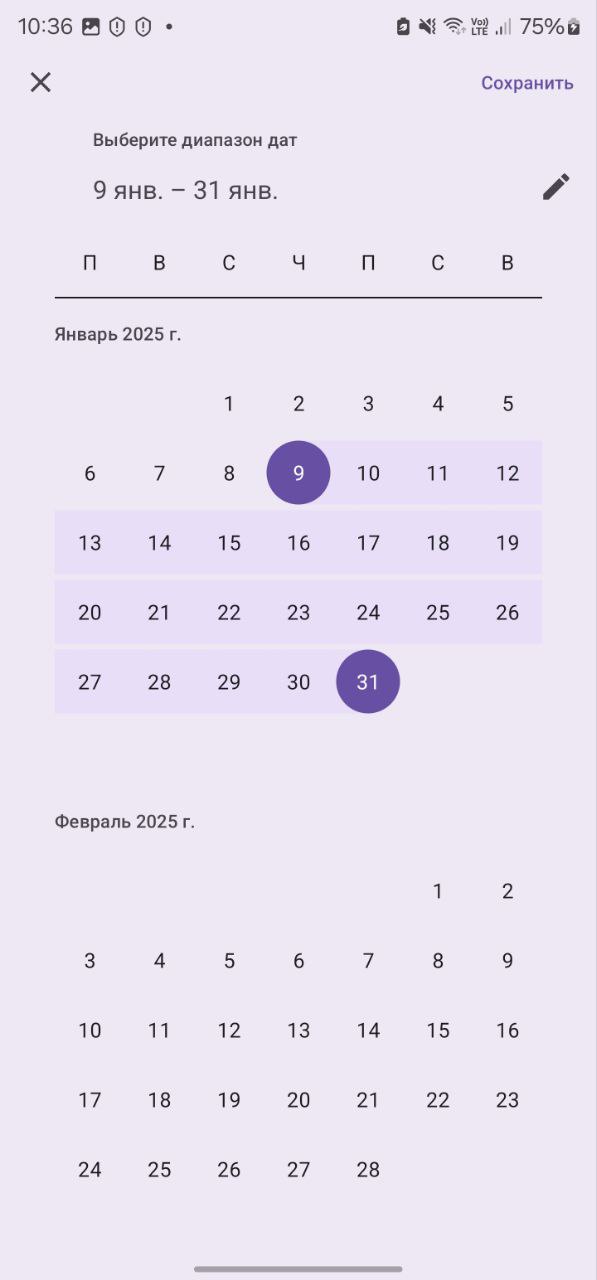 10:36 Vo)) LTE 75%
Сохранить
Выберите диапазон дат
9 янв. – 31 янв.
П В С Ч П С В
Январь 2025 г.
1 2 3 4 5
6 7 8 9 10 11 12
13 14 15 16 17 18 19
20 21 22 23 24 25 26
27 28 29 30 31
Февраль 2025 г.
1 2
3 4 5 6 7 8 9
10 11 12 13 14 15 16
17 18 19 20 21 22 23
24 25 26 27 28